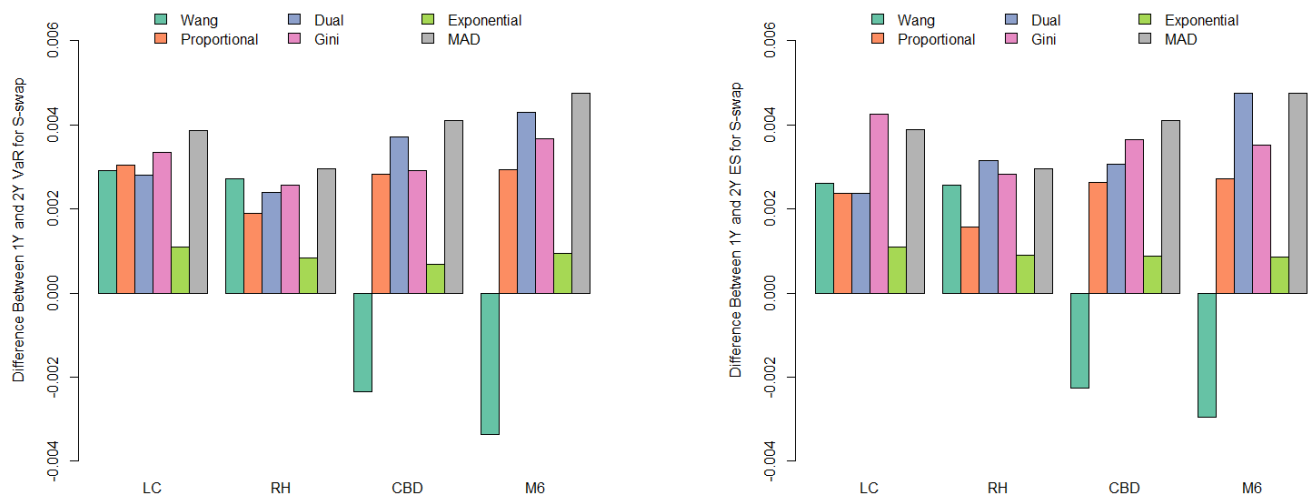 Wang Dual Exponential
Proportional Gini MAD
Difference Between 1Y and 2Y VaR for S-swap
0.006
0.004
0.002
0.000
-0.002
-0.004
LC RH CBD M6
Wang Dual Exponential
Proportional Gini MAD
Difference Between 1Y and 2Y ES for S-swap
0.006
0.004
0.002
0.000
-0.002
-0.004
LC RH CBD M6